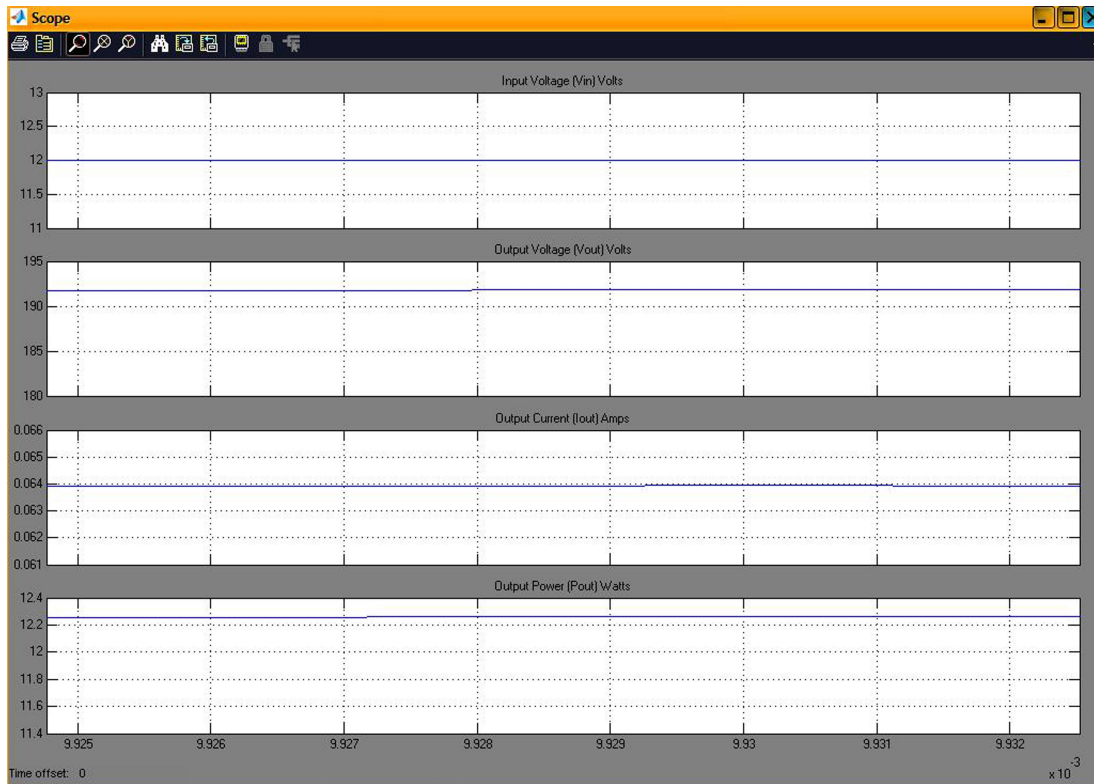 Scope
Input Voltage (Vin) Volts
13
12.5
12
11.5
11
Output Voltage (Vout) Volts
195
190
185
180
Output Current (Iout) Amps
0.066
0.065
0.064
0.063
0.062
0.061
Output Power (Pout) Watts
12.4
12.2
12
11.8
11.6
11.4
9.925 9.926 9.927 9.928 9.929 9.93 9.931 9.932
x 10⁻³
Time offset: 0